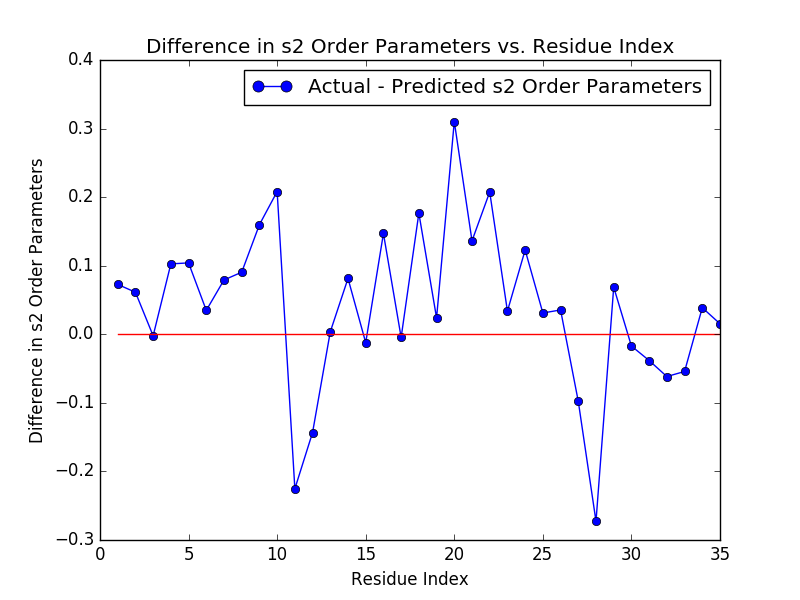 Difference in s2 Order Parameters vs. Residue Index
Actual - Predicted s2 Order Parameters
Difference in s2 Order Parameters
0.4
0.3
0.2
0.1
0.0
−0.1
−0.2
−0.3
0 5 10 15 20 25 30 35
Residue Index